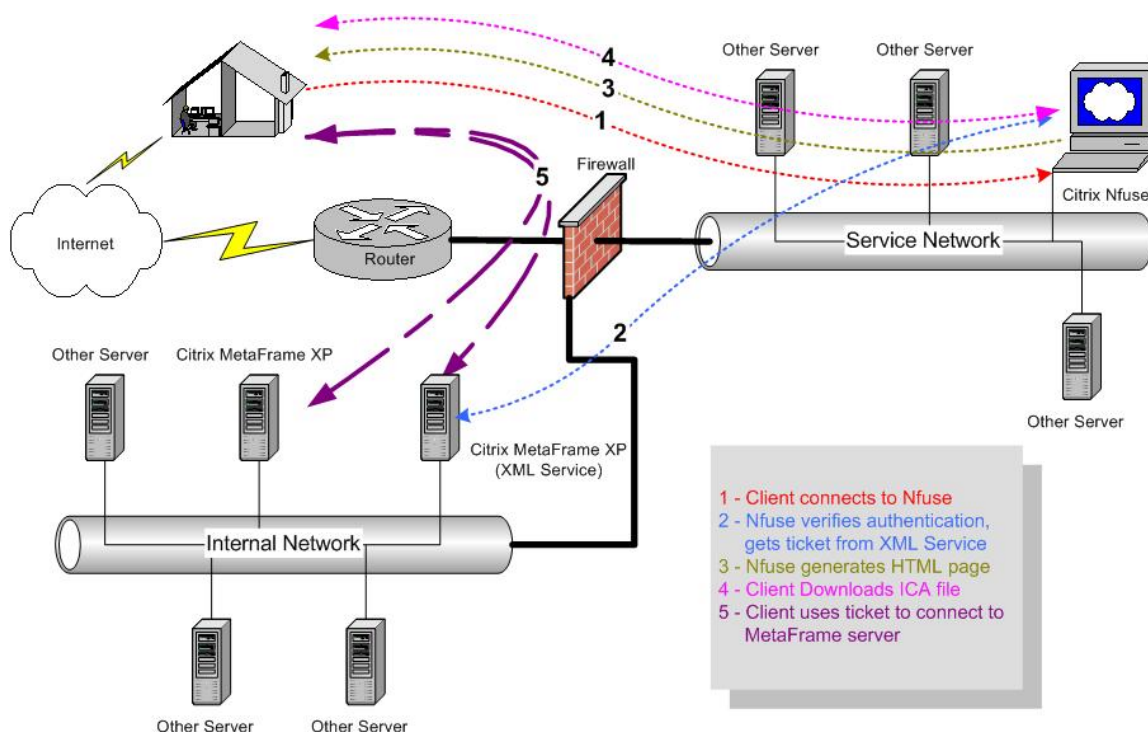 Other Server
Other Server
4
3
1
Firewall
5
Citrix Nfuse
Internet
Router
Service Network
2
Other Server
Citrix MetaFrame XP
Other Server
Citrix MetaFrame XP
(XML Service)
1 - Client connects to Nfuse
2 - Nfuse verifies authentication,
gets ticket from XML Service
3 - Nfuse generates HTML page
4 - Client Downloads ICA file
5 - Client uses ticket to connect to
MetaFrame server
Internal Network
Other Server
Other Server